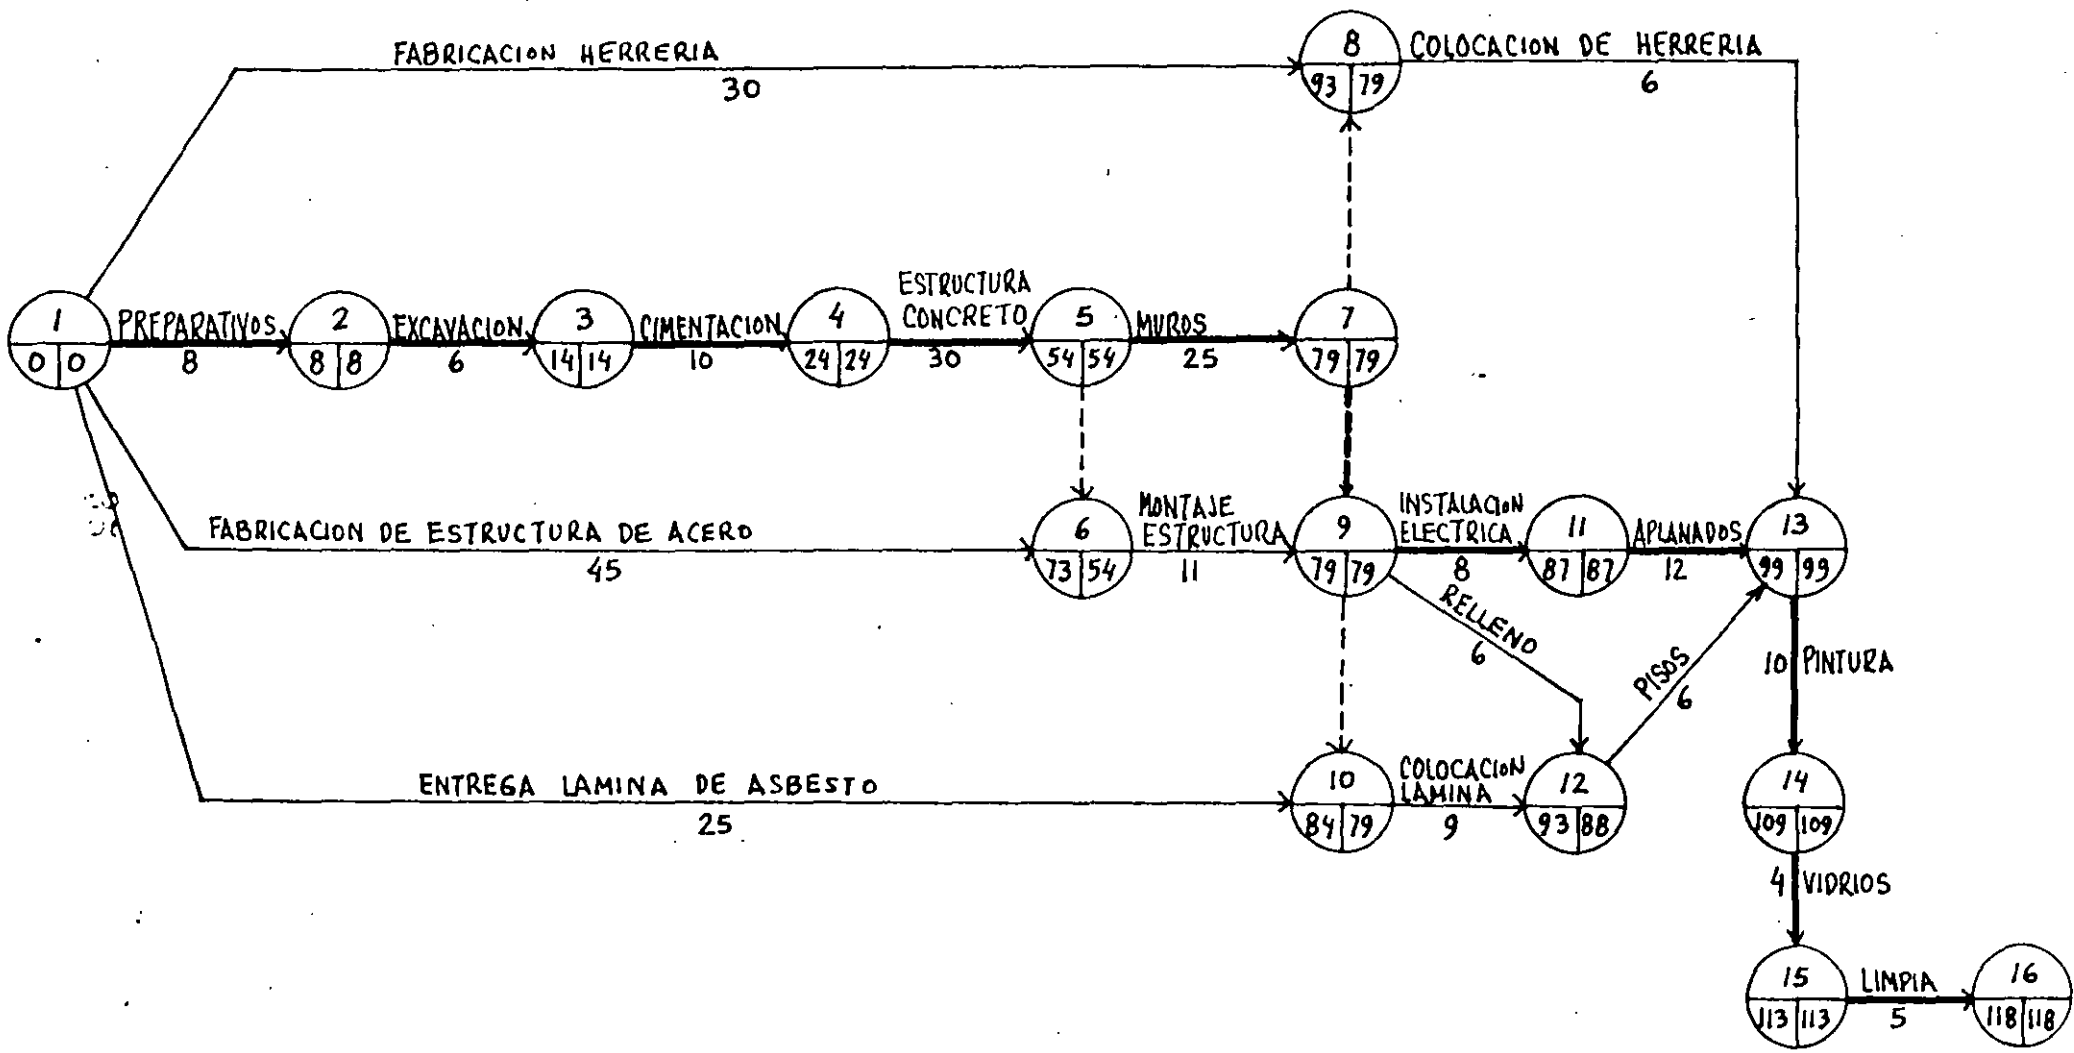 FABRICACION HERRERIA
30
8
93 79
COLOCACION DE HERRERIA
6
1
0 0
PREPARATIVOS
8
2
8 8
EXCAVACION
6
3
14 14
CIMENTACION
10
4
24 24
ESTRUCTURA
CONCRETO
30
5
54 54
MUROS
25
7
79 79
FABRICACION DE ESTRUCTURA DE ACERO
45
6
73 54
MONTAJE
ESTRUCTURA
11
9
79 79
INSTALACION
ELECTRICA
8
11
87 87
APLANADOS
12
13
99 99
RELLENO
6
PISOS
6
10 PINTURA
ENTREGA LAMINA DE ASBESTO
25
10
84 79
COLOCACION
LAMINA
9
12
93 88
14
109 109
4 VIDRIOS
15
113 113
LIMPIA
5
16
118 118